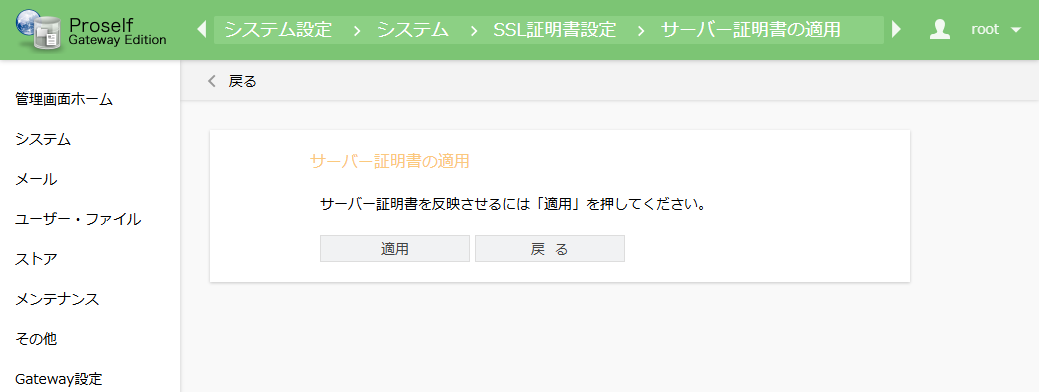 Proself
Gateway Edition
システム設定 > システム > SSL証明書設定 > サーバー証明書の適用
root
戻る
管理画面ホーム
システム
メール
ユーザー・ファイル
ストア
メンテナンス
その他
Gateway設定
サーバー証明書の適用
サーバー証明書を反映させるには「適用」を押してください。
適用
戻 る